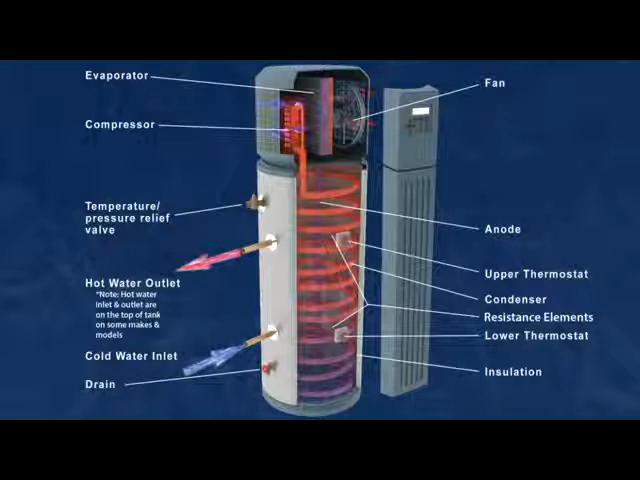 Evaporator
Compressor
Temperature/
pressure relief
valve
Hot Water Outlet
*Note: Hot water
inlet & outlet are
on the top of tank
on some makes &
models
Cold Water Inlet
Drain
Fan
Anode
Upper Thermostat
Condenser
Resistance Elements
Lower Thermostat
Insulation